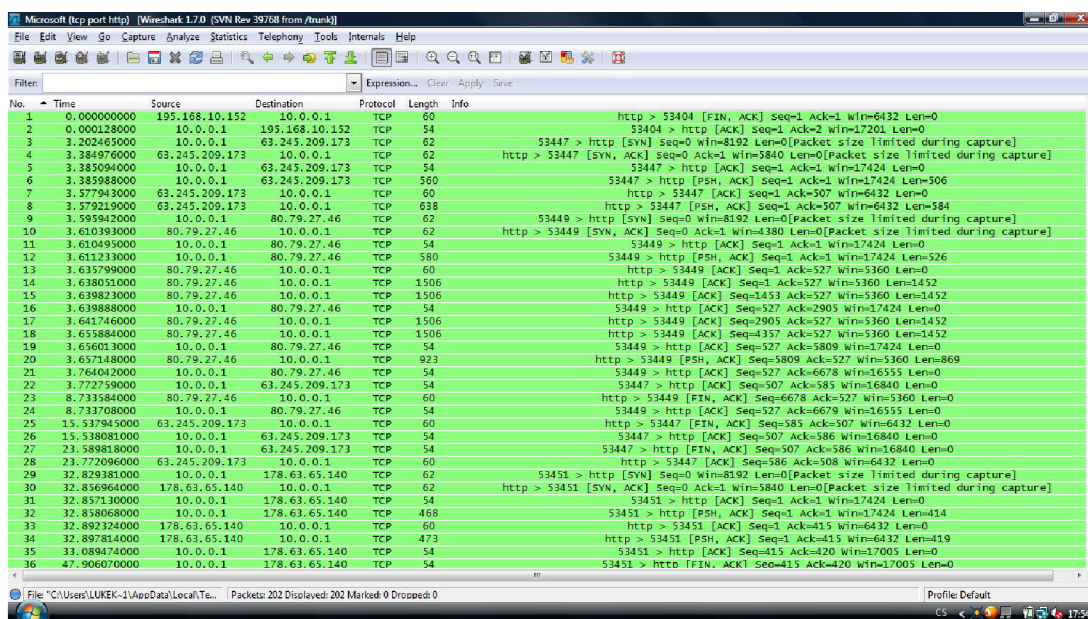 Microsoft (tcp port http) [Wireshark 1.7.0 (SVN Rev 39768 from /trunk)]
File Edit View Go Capture Analyze Statistics Telephony Tools Internals Help
Filter: Expression... Clear Apply Save
No. Time Source Destination Protocol Length Info
1 0.000000000 195.168.10.152 10.0.0.1 TCP 60 http > 53404 [FIN, ACK] Seq=1 Ack=1 Win=6432 Len=0
2 0.000128000 10.0.0.1 195.168.10.152 TCP 54 53404 > http [ACK] Seq=1 Ack=2 Win=17201 Len=0
3 3.202465000 10.0.0.1 63.245.209.173 TCP 62 53447 > http [SYN] Seq=0 Win=8192 Len=0[Packet size limited during capture]
4 3.384976000 63.245.209.173 10.0.0.1 TCP 62 http > 53447 [SYN, ACK] Seq=0 Ack=1 Win=5840 Len=0[Packet size limited during capture]
5 3.385094000 10.0.0.1 63.245.209.173 TCP 54 53447 > http [ACK] Seq=1 Ack=1 Win=17424 Len=0
6 3.385988000 10.0.0.1 63.245.209.173 TCP 560 53447 > http [PSH, ACK] Seq=1 Ack=1 Win=17424 Len=506
7 3.577943000 63.245.209.173 10.0.0.1 TCP 60 http > 53447 [ACK] Seq=1 Ack=507 Win=6432 Len=0
8 3.579219000 63.245.209.173 10.0.0.1 TCP 638 http > 53447 [PSH, ACK] Seq=1 Ack=507 Win=6432 Len=584
9 3.595942000 10.0.0.1 80.79.27.46 TCP 62 53449 > http [SYN] Seq=0 Win=8192 Len=0[Packet size limited during capture]
10 3.610393000 80.79.27.46 10.0.0.1 TCP 62 http > 53449 [SYN, ACK] Seq=0 Ack=1 Win=4380 Len=0[Packet size limited during capture]
11 3.610495000 10.0.0.1 80.79.27.46 TCP 54 53449 > http [ACK] Seq=1 Ack=1 Win=17424 Len=0
12 3.611233000 10.0.0.1 80.79.27.46 TCP 580 53449 > http [PSH, ACK] Seq=1 Ack=1 Win=17424 Len=526
13 3.635799000 80.79.27.46 10.0.0.1 TCP 60 http > 53449 [ACK] Seq=1 Ack=527 Win=5360 Len=0
14 3.638051000 80.79.27.46 10.0.0.1 TCP 1506 http > 53449 [ACK] Seq=1 Ack=527 Win=5360 Len=1452
15 3.639823000 80.79.27.46 10.0.0.1 TCP 1506 http > 53449 [ACK] Seq=1453 Ack=527 Win=5360 Len=1452
16 3.639888000 10.0.0.1 80.79.27.46 TCP 54 53449 > http [ACK] Seq=527 Ack=2905 Win=17424 Len=0
17 3.641746000 80.79.27.46 10.0.0.1 TCP 1506 http > 53449 [ACK] Seq=2905 Ack=527 Win=5360 Len=1452
18 3.655884000 80.79.27.46 10.0.0.1 TCP 1506 http > 53449 [ACK] Seq=4357 Ack=527 Win=5360 Len=1452
19 3.656013000 10.0.0.1 80.79.27.46 TCP 54 53449 > http [ACK] Seq=527 Ack=5809 Win=17424 Len=0
20 3.657148000 80.79.27.46 10.0.0.1 TCP 923 http > 53449 [PSH, ACK] Seq=5809 Ack=527 Win=5360 Len=869
21 3.764042000 10.0.0.1 80.79.27.46 TCP 54 53449 > http [ACK] Seq=527 Ack=6678 Win=16555 Len=0
22 3.772759000 10.0.0.1 63.245.209.173 TCP 54 53447 > http [ACK] Seq=507 Ack=585 Win=16840 Len=0
23 8.733584000 80.79.27.46 10.0.0.1 TCP 60 http > 53449 [FIN, ACK] Seq=6678 Ack=527 Win=5360 Len=0
24 8.733708000 10.0.0.1 80.79.27.46 TCP 54 53449 > http [ACK] Seq=527 Ack=6679 Win=16555 Len=0
25 15.537945000 63.245.209.173 10.0.0.1 TCP 60 http > 53447 [FIN, ACK] Seq=585 Ack=507 Win=6432 Len=0
26 15.538081000 10.0.0.1 63.245.209.173 TCP 54 53447 > http [ACK] Seq=507 Ack=586 Win=16840 Len=0
27 23.589818000 10.0.0.1 63.245.209.173 TCP 54 53447 > http [FIN, ACK] Seq=507 Ack=586 Win=16840 Len=0
28 23.772096000 63.245.209.173 10.0.0.1 TCP 60 http > 53447 [ACK] Seq=586 Ack=508 Win=6432 Len=0
29 32.829381000 10.0.0.1 178.63.65.140 TCP 62 53451 > http [SYN] Seq=0 Win=8192 Len=0[Packet size limited during capture]
30 32.856964000 178.63.65.140 10.0.0.1 TCP 62 http > 53451 [SYN, ACK] Seq=0 Ack=1 Win=5840 Len=0[Packet size limited during capture]
31 32.857130000 10.0.0.1 178.63.65.140 TCP 54 53451 > http [ACK] Seq=1 Ack=1 Win=17424 Len=0
32 32.858068000 10.0.0.1 178.63.65.140 TCP 468 53451 > http [PSH, ACK] Seq=1 Ack=1 Win=17424 Len=414
33 32.892324000 178.63.65.140 10.0.0.1 TCP 60 http > 53451 [ACK] Seq=1 Ack=415 Win=6432 Len=0
34 32.897814000 178.63.65.140 10.0.0.1 TCP 473 http > 53451 [PSH, ACK] Seq=1 Ack=415 Win=6432 Len=419
35 33.089474000 10.0.0.1 178.63.65.140 TCP 54 53451 > http [ACK] Seq=415 Ack=420 Win=17005 Len=0
36 47.906070000 10.0.0.1 178.63.65.140 TCP 54 53451 > http [FIN, ACK] Seq=415 Ack=420 Win=17005 Len=0
File: "C:\Users\LUKEK~1\AppData\Local\Te... Packets: 202 Displayed: 202 Marked: 0 Dropped: 0 Profile: Default
CS 17:54